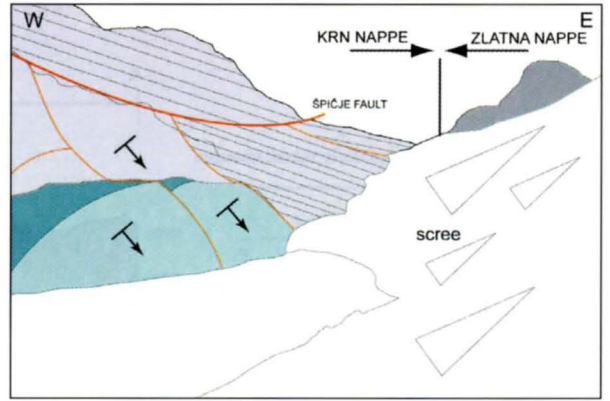 W
E
KRN NAPPE
ZLATNA NAPPE
ŠPIČJE FAULT
scree